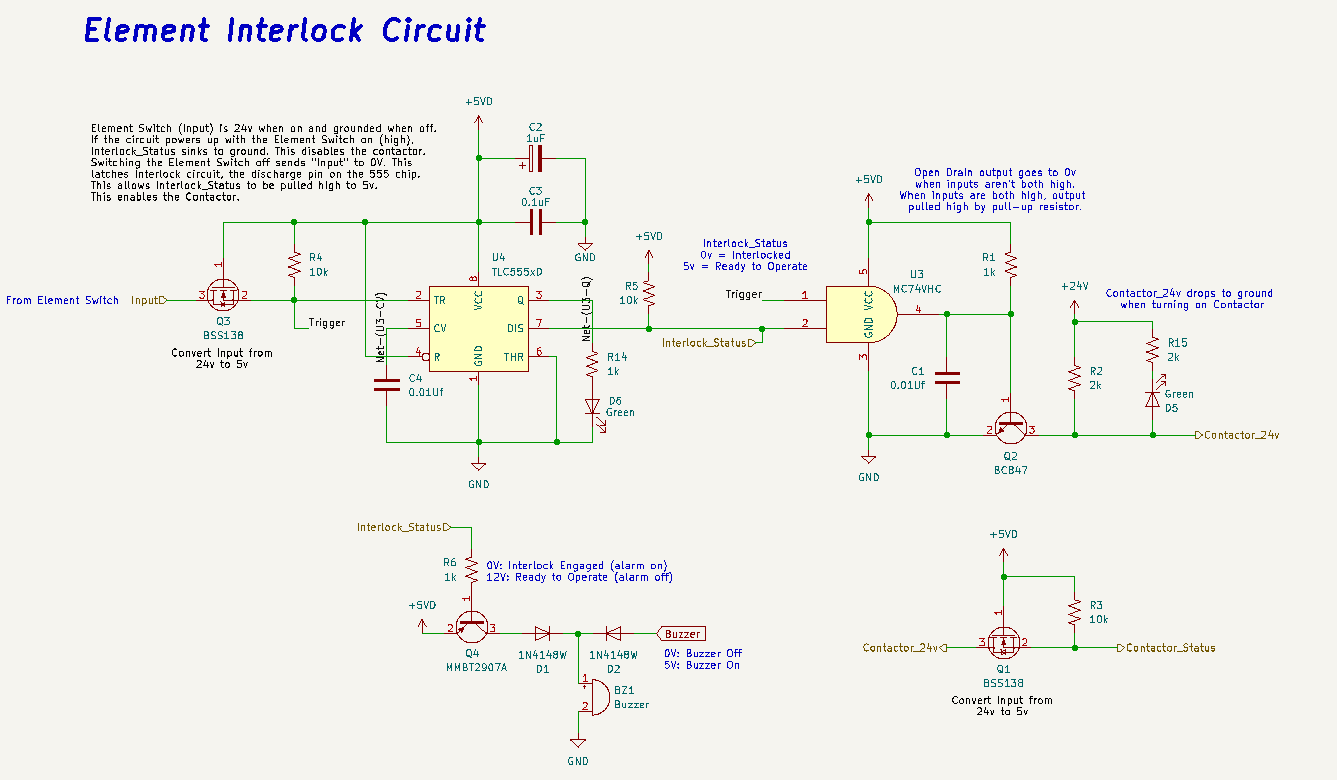 Element Interlock Circuit
Element Switch (Input) is 24v when on and grounded when off.
If the circuit powers up with the Element Switch on (high),
Interlock_Status sinks to ground. This disables the contactor.
Switching the Element Switch off sends "Input" to 0V. This
latches Interlock circuit, the discharge pin on the 555 chip.
This allows Interlock_Status to be pulled high to 5v.
This enables the Contactor.
+5VD
C2
1uF
+
C3
0.1uF
GND
R4
10k
1
3
2
From Element Switch
Input
Q3
BSS138
Convert Input from
24v to 5v
Trigger
U4
TLC555xD
8
VCC
2
TR
Q
3
5
CV
DIS
7
4
R
GND
THR
6
1
Net-(U3-CV)
Net-(U3-Q)
C4
0.01Uf
R14
1k
D6
Green
GND
+5VD
R5
10k
Interlock_Status
0v = Interlocked
5v = Ready to Operate
Trigger
Interlock_Status
1
2
+5VD
Open Drain output goes to 0v
when inputs aren't both high.
When inputs are both high, output
pulled high by pull-up resistor.
5
U3
MC74VHC
GND VCC
4
3
R1
1k
C1
0.01Uf
GND
1
2
3
Q2
BC847
+24V
Contactor_24v drops to ground
when turning on Contactor
R2
2k
R15
2k
Green
D5
Contactor_24v
Interlock_Status
R6
1k
0V: Interlock Engaged (alarm on)
12V: Ready to Operate (alarm off)
+5VD
1
2
3
Q4
MMBT2907A
1N4148W
D1
1N4148W
D2
Buzzer
0V: Buzzer Off
5V: Buzzer On
1
+
2
BZ1
Buzzer
GND
+5VD
R3
10k
1
Contactor_24v
3
2
Contactor_Status
Q1
BSS138
Convert Input from
24v to 5v